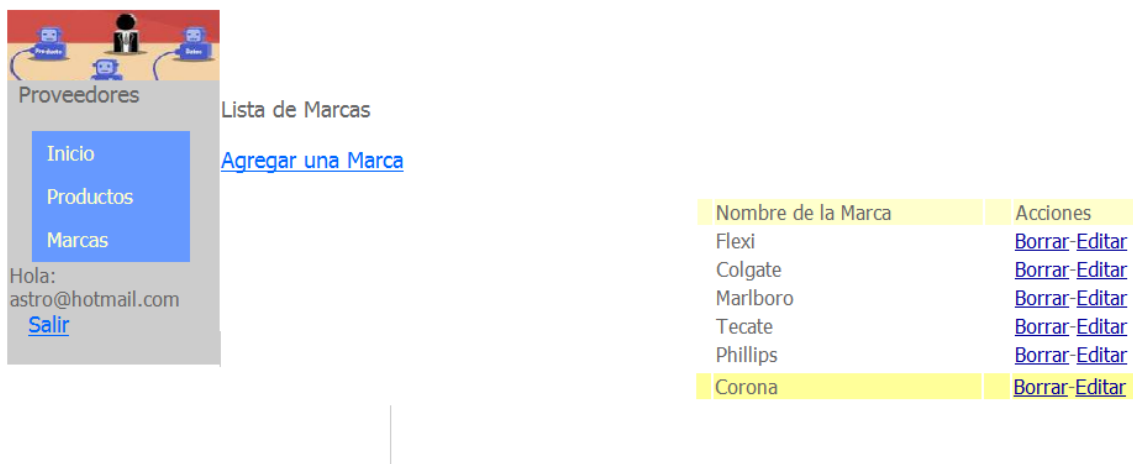 Producto
Datos
Proveedores
Lista de Marcas
Inicio
Agregar una Marca
Productos
Marcas
Hola:
astro@hotmail.com
Salir
Nombre de la Marca Acciones
Flexi Borrar-Editar
Colgate Borrar-Editar
Marlboro Borrar-Editar
Tecate Borrar-Editar
Phillips Borrar-Editar
Corona Borrar-Editar